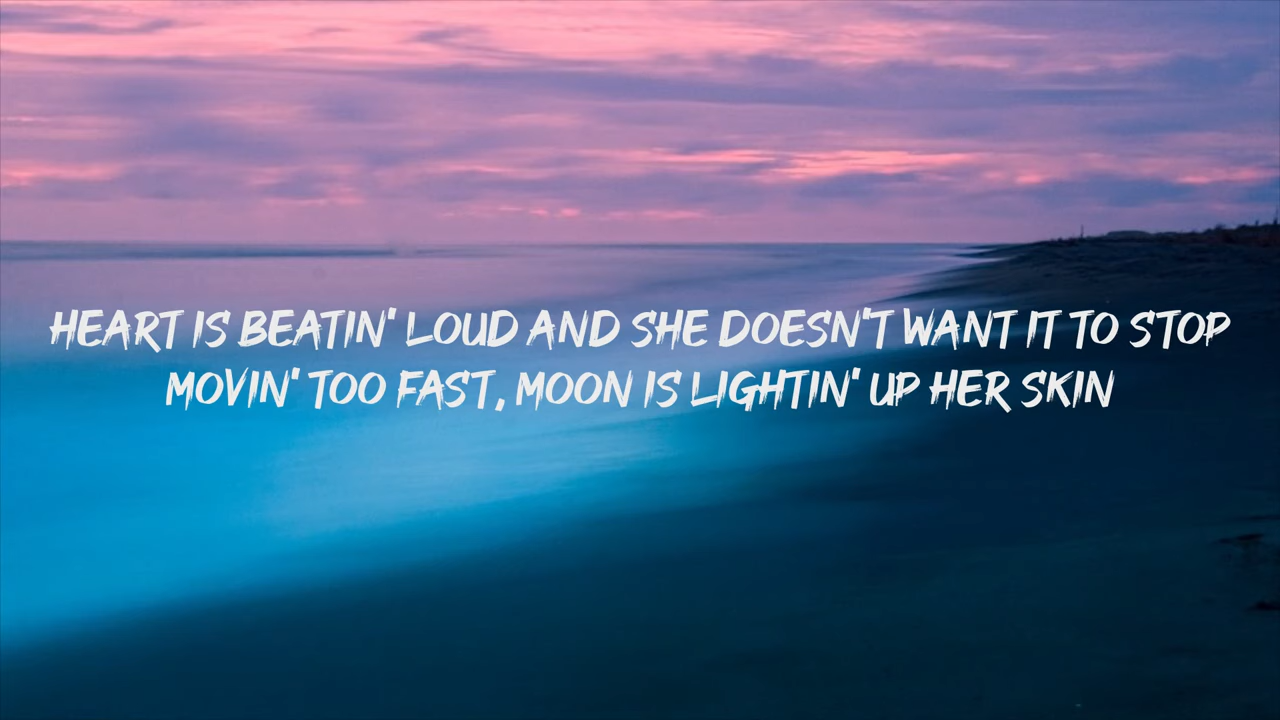 HEART IS BEATIN' LOUD AND SHE DOESN'T WANT IT TO STOP
MOVIN' TOO FAST, MOON IS LIGHTIN' UP HER SKIN